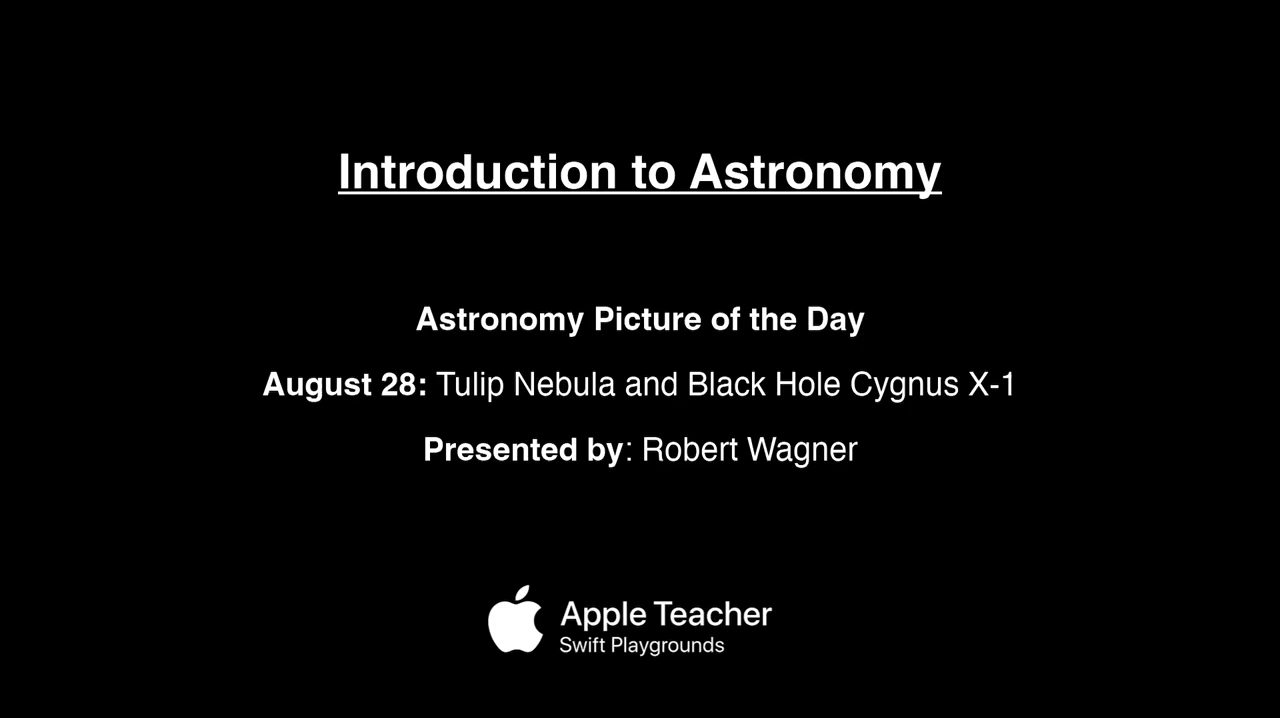 Introduction to Astronomy
Astronomy Picture of the Day
August 28: Tulip Nebula and Black Hole Cygnus X-1
Presented by: Robert Wagner
Apple Teacher
Swift Playgrounds